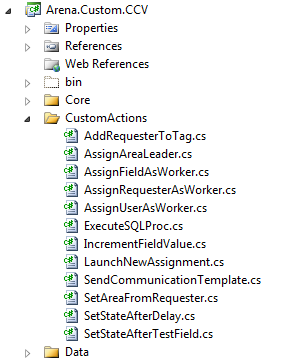 Arena.Custom.CCV
Properties
References
Web References
bin
Core
CustomActions
AddRequesterToTag.cs
AssignAreaLeader.cs
AssignFieldAsWorker.cs
AssignRequesterAsWorker.cs
AssignUserAsWorker.cs
ExecuteSQLProc.cs
IncrementFieldValue.cs
LaunchNewAssignment.cs
SendCommunicationTemplate.cs
SetAreaFromRequester.cs
SetStateAfterDelay.cs
SetStateAfterTestField.cs
Data